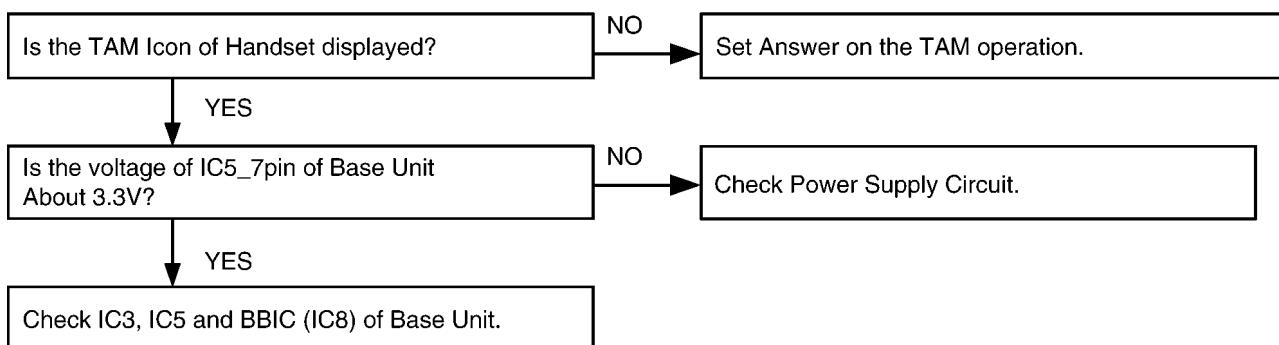 Is the TAM Icon of Handset displayed?
NO
Set Answer on the TAM operation.
YES
Is the voltage of IC5_7pin of Base Unit
About 3.3V?
NO
Check Power Supply Circuit.
YES
Check IC3, IC5 and BBIC (IC8) of Base Unit.